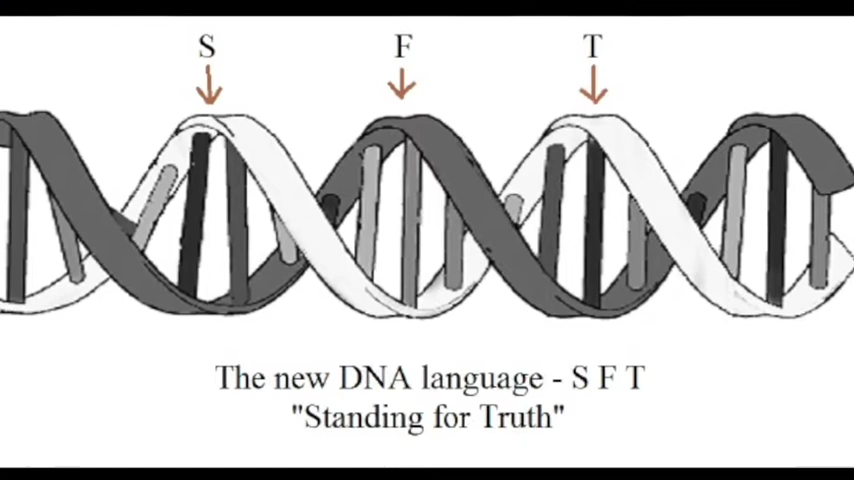 S F T
The new DNA language - S F T
"Standing for Truth"